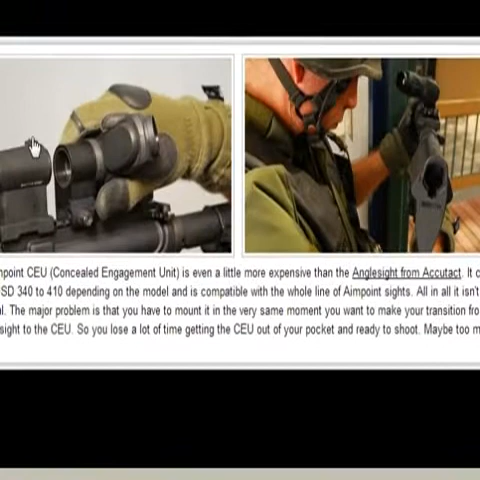 npoint CEU (Concealed Engagement Unit) is even a little more expensive than the Anglesight from Accutact. It c
SD 340 to 410 depending on the model and is compatible with the whole line of Aimpoint sights. All in all it isn't
l. The major problem is that you have to mount it in the very same moment you want to make your transition fro
sight to the CEU. So you lose a lot of time getting the CEU out of your pocket and ready to shoot. Maybe too m